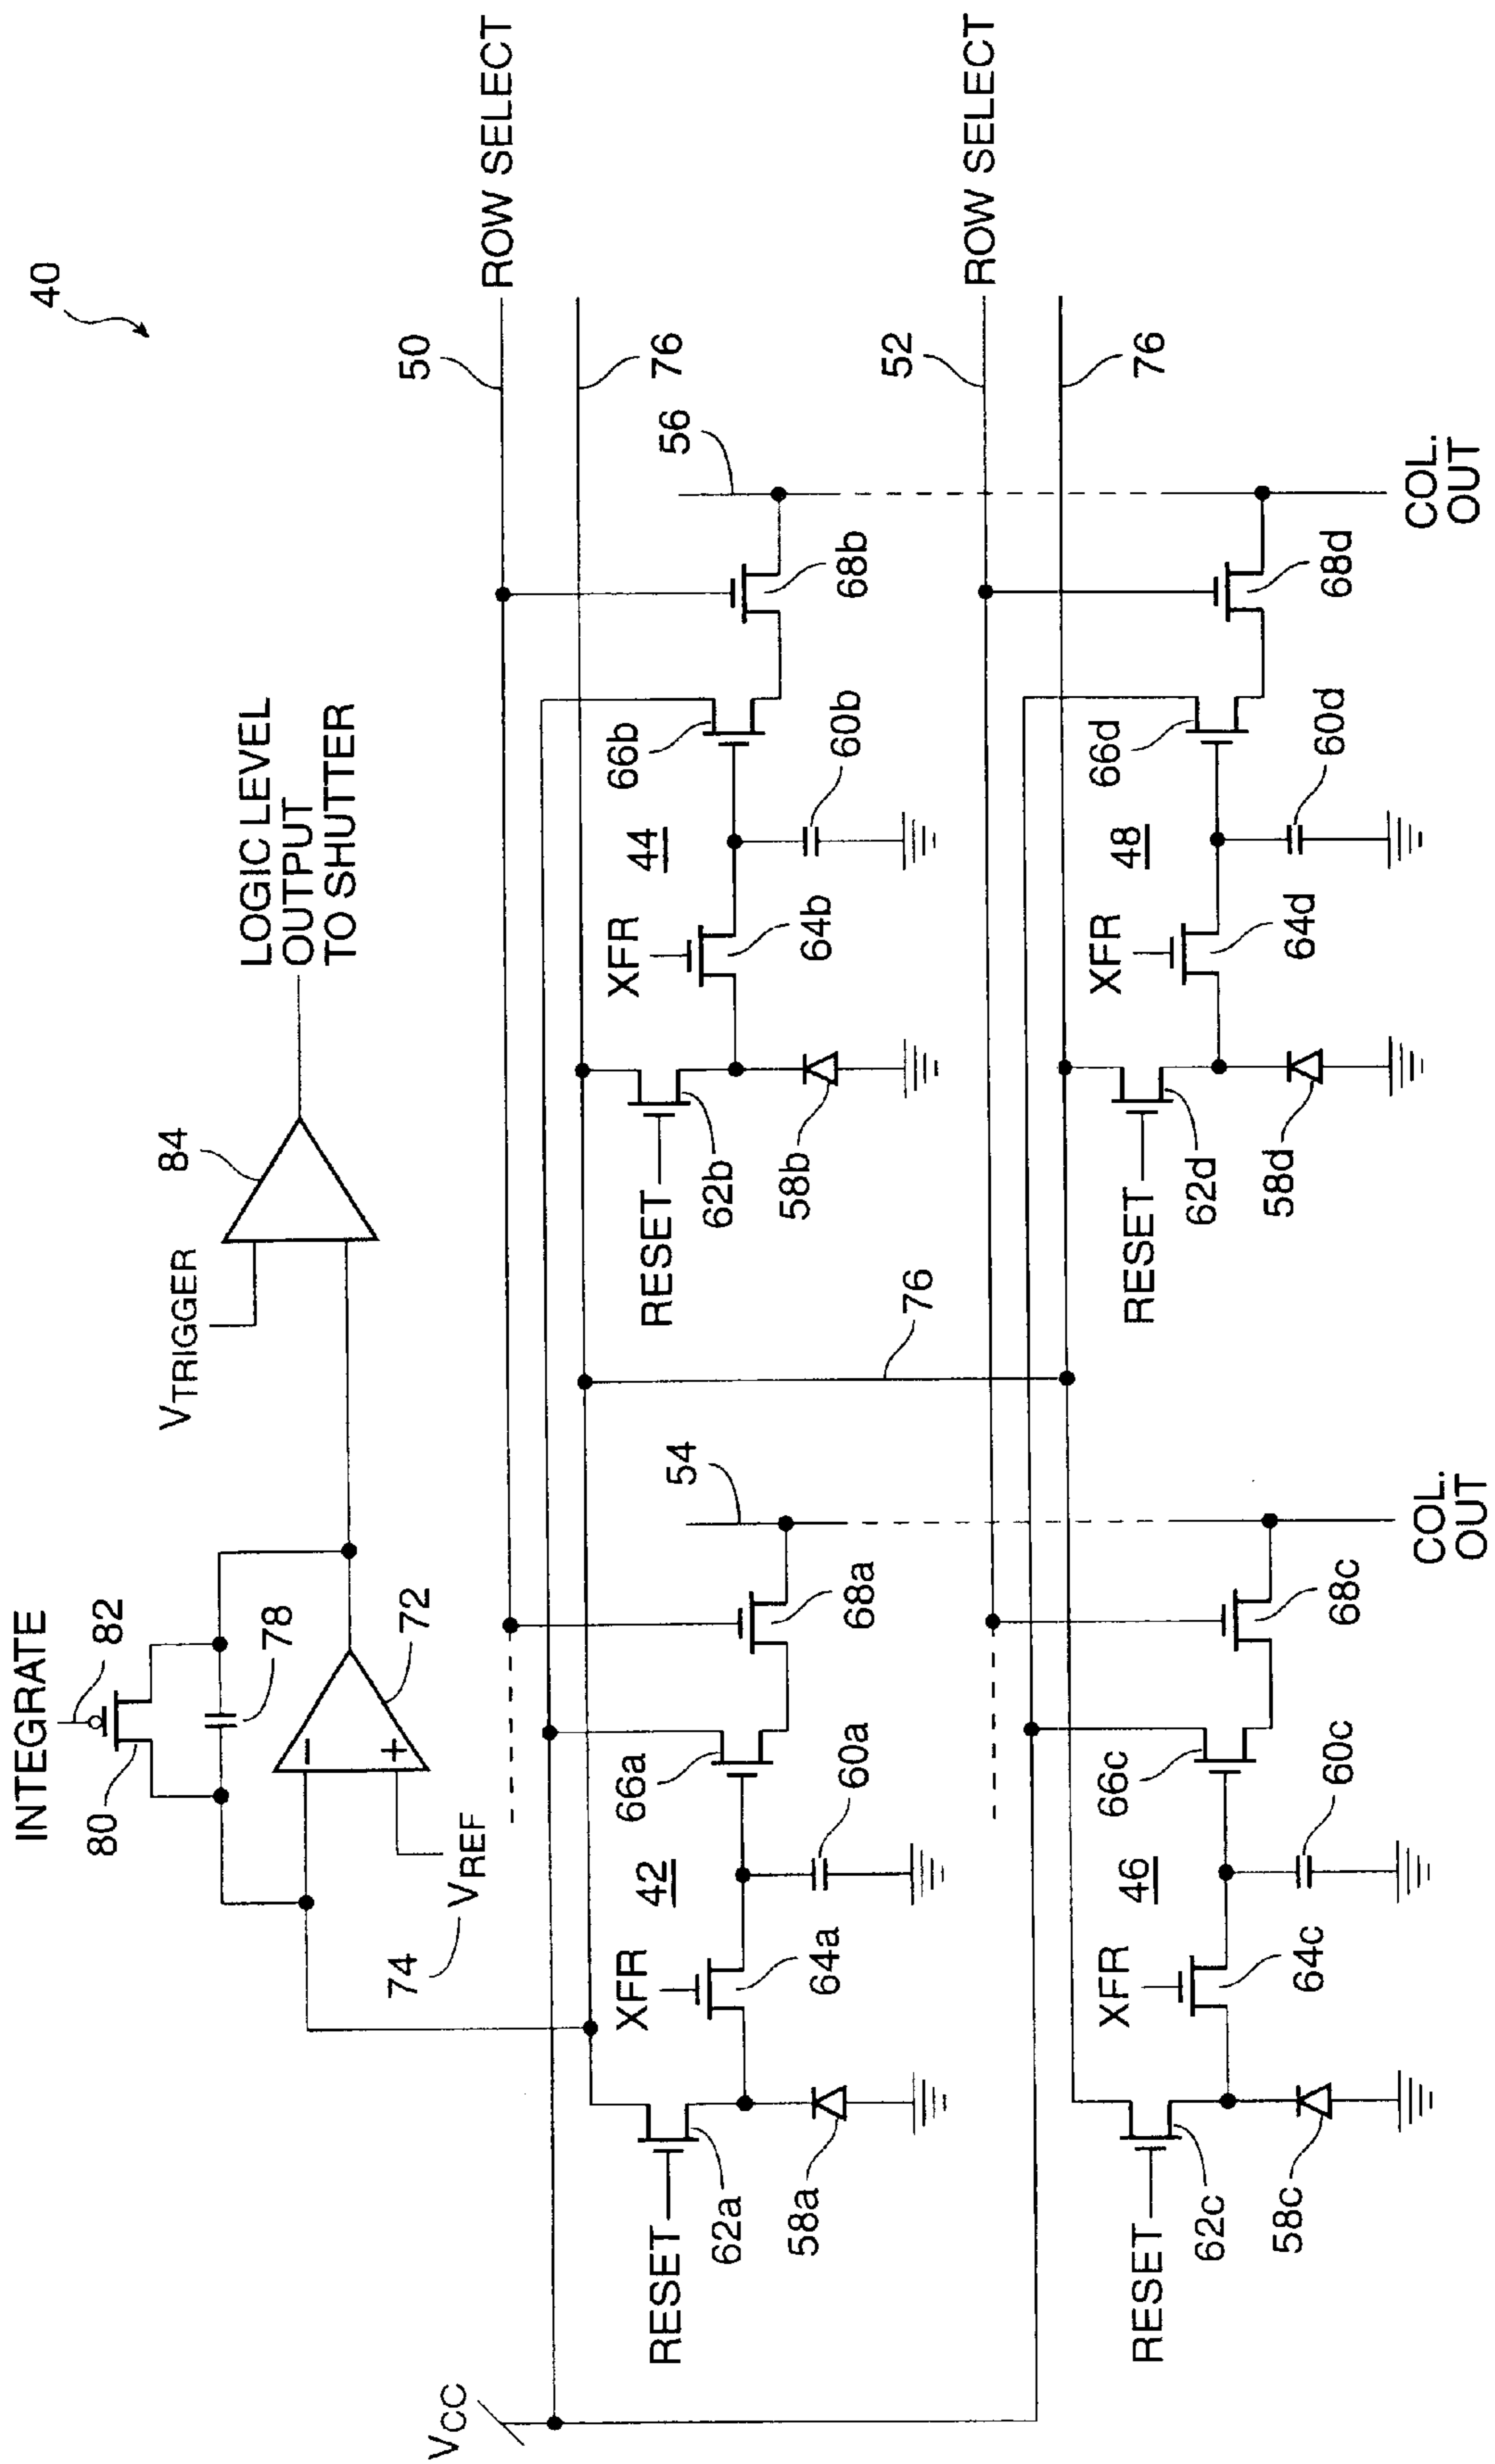 40
INTEGRATE
82
80
78
72
74
VREF
VTRIGGER
84
LOGIC LEVEL
OUTPUT
TO SHUTTER
VCC
50
ROW SELECT
76
RESET
62a
58a
XFR
64a
42
60a
66a
68a
54
76
RESET
62b
58b
XFR
64b
44
60b
66b
68b
56
52
ROW SELECT
76
RESET
62c
58c
XFR
64c
46
60c
66c
68c
COL.
OUT
RESET
62d
58d
XFR
64d
48
60d
66d
68d
COL.
OUT